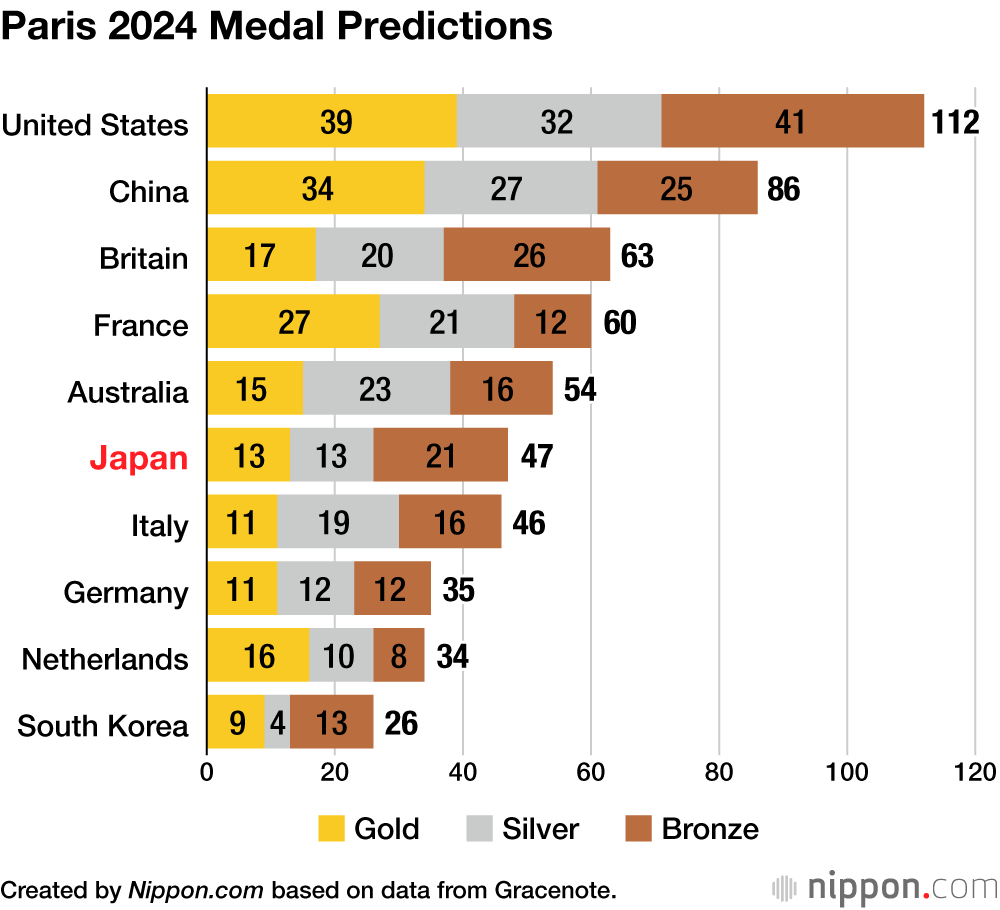 Paris 2024 Medal Predictions
United States 39 32 41 112
China 34 27 25 86
Britain 17 20 26 63
France 27 21 12 60
Australia 15 23 16 54
Japan 13 13 21 47
Italy 11 19 16 46
Germany 11 12 12 35
Netherlands 16 10 8 34
South Korea 9 4 13 26
0 20 40 60 80 100 120
Gold Silver Bronze
Created by Nippon.com based on data from Gracenote.
nippon.com